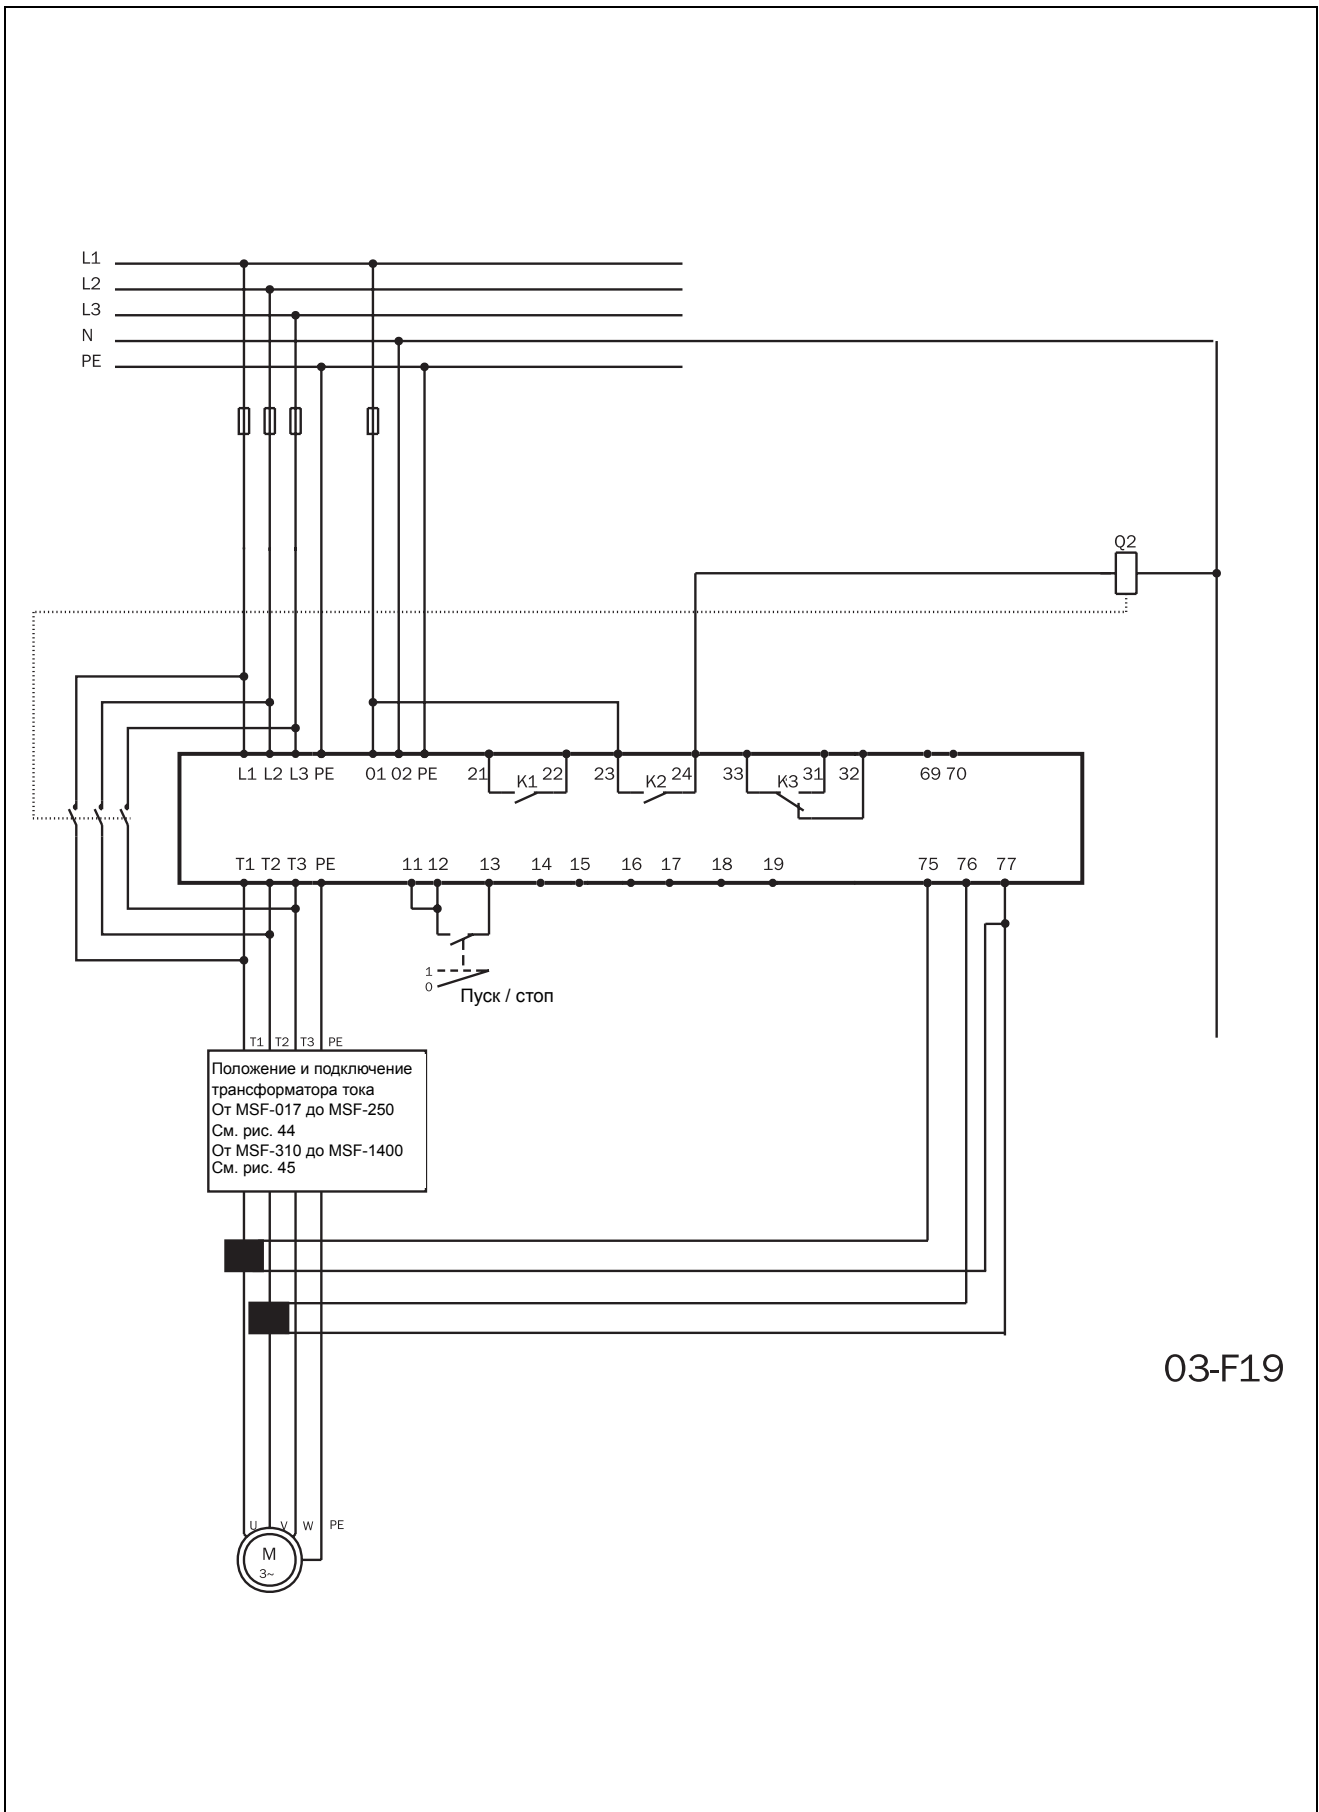 L1
L2
L3
N
PE
Q2
L1 L2 L3 PE 01 02 PE 21 K1 22 23 K2 24 33 K3 31 32 69 70
T1 T2 T3 PE 11 12 13 14 15 16 17 18 19 75 76 77
1
0
Пуск / стоп
T1 T2 T3 PE
Положение и подключение
трансформатора тока
От MSF-017 до MSF-250
См. рис. 44
От MSF-310 до MSF-1400
См. рис. 45
03-F19
U V W PE
M
3~